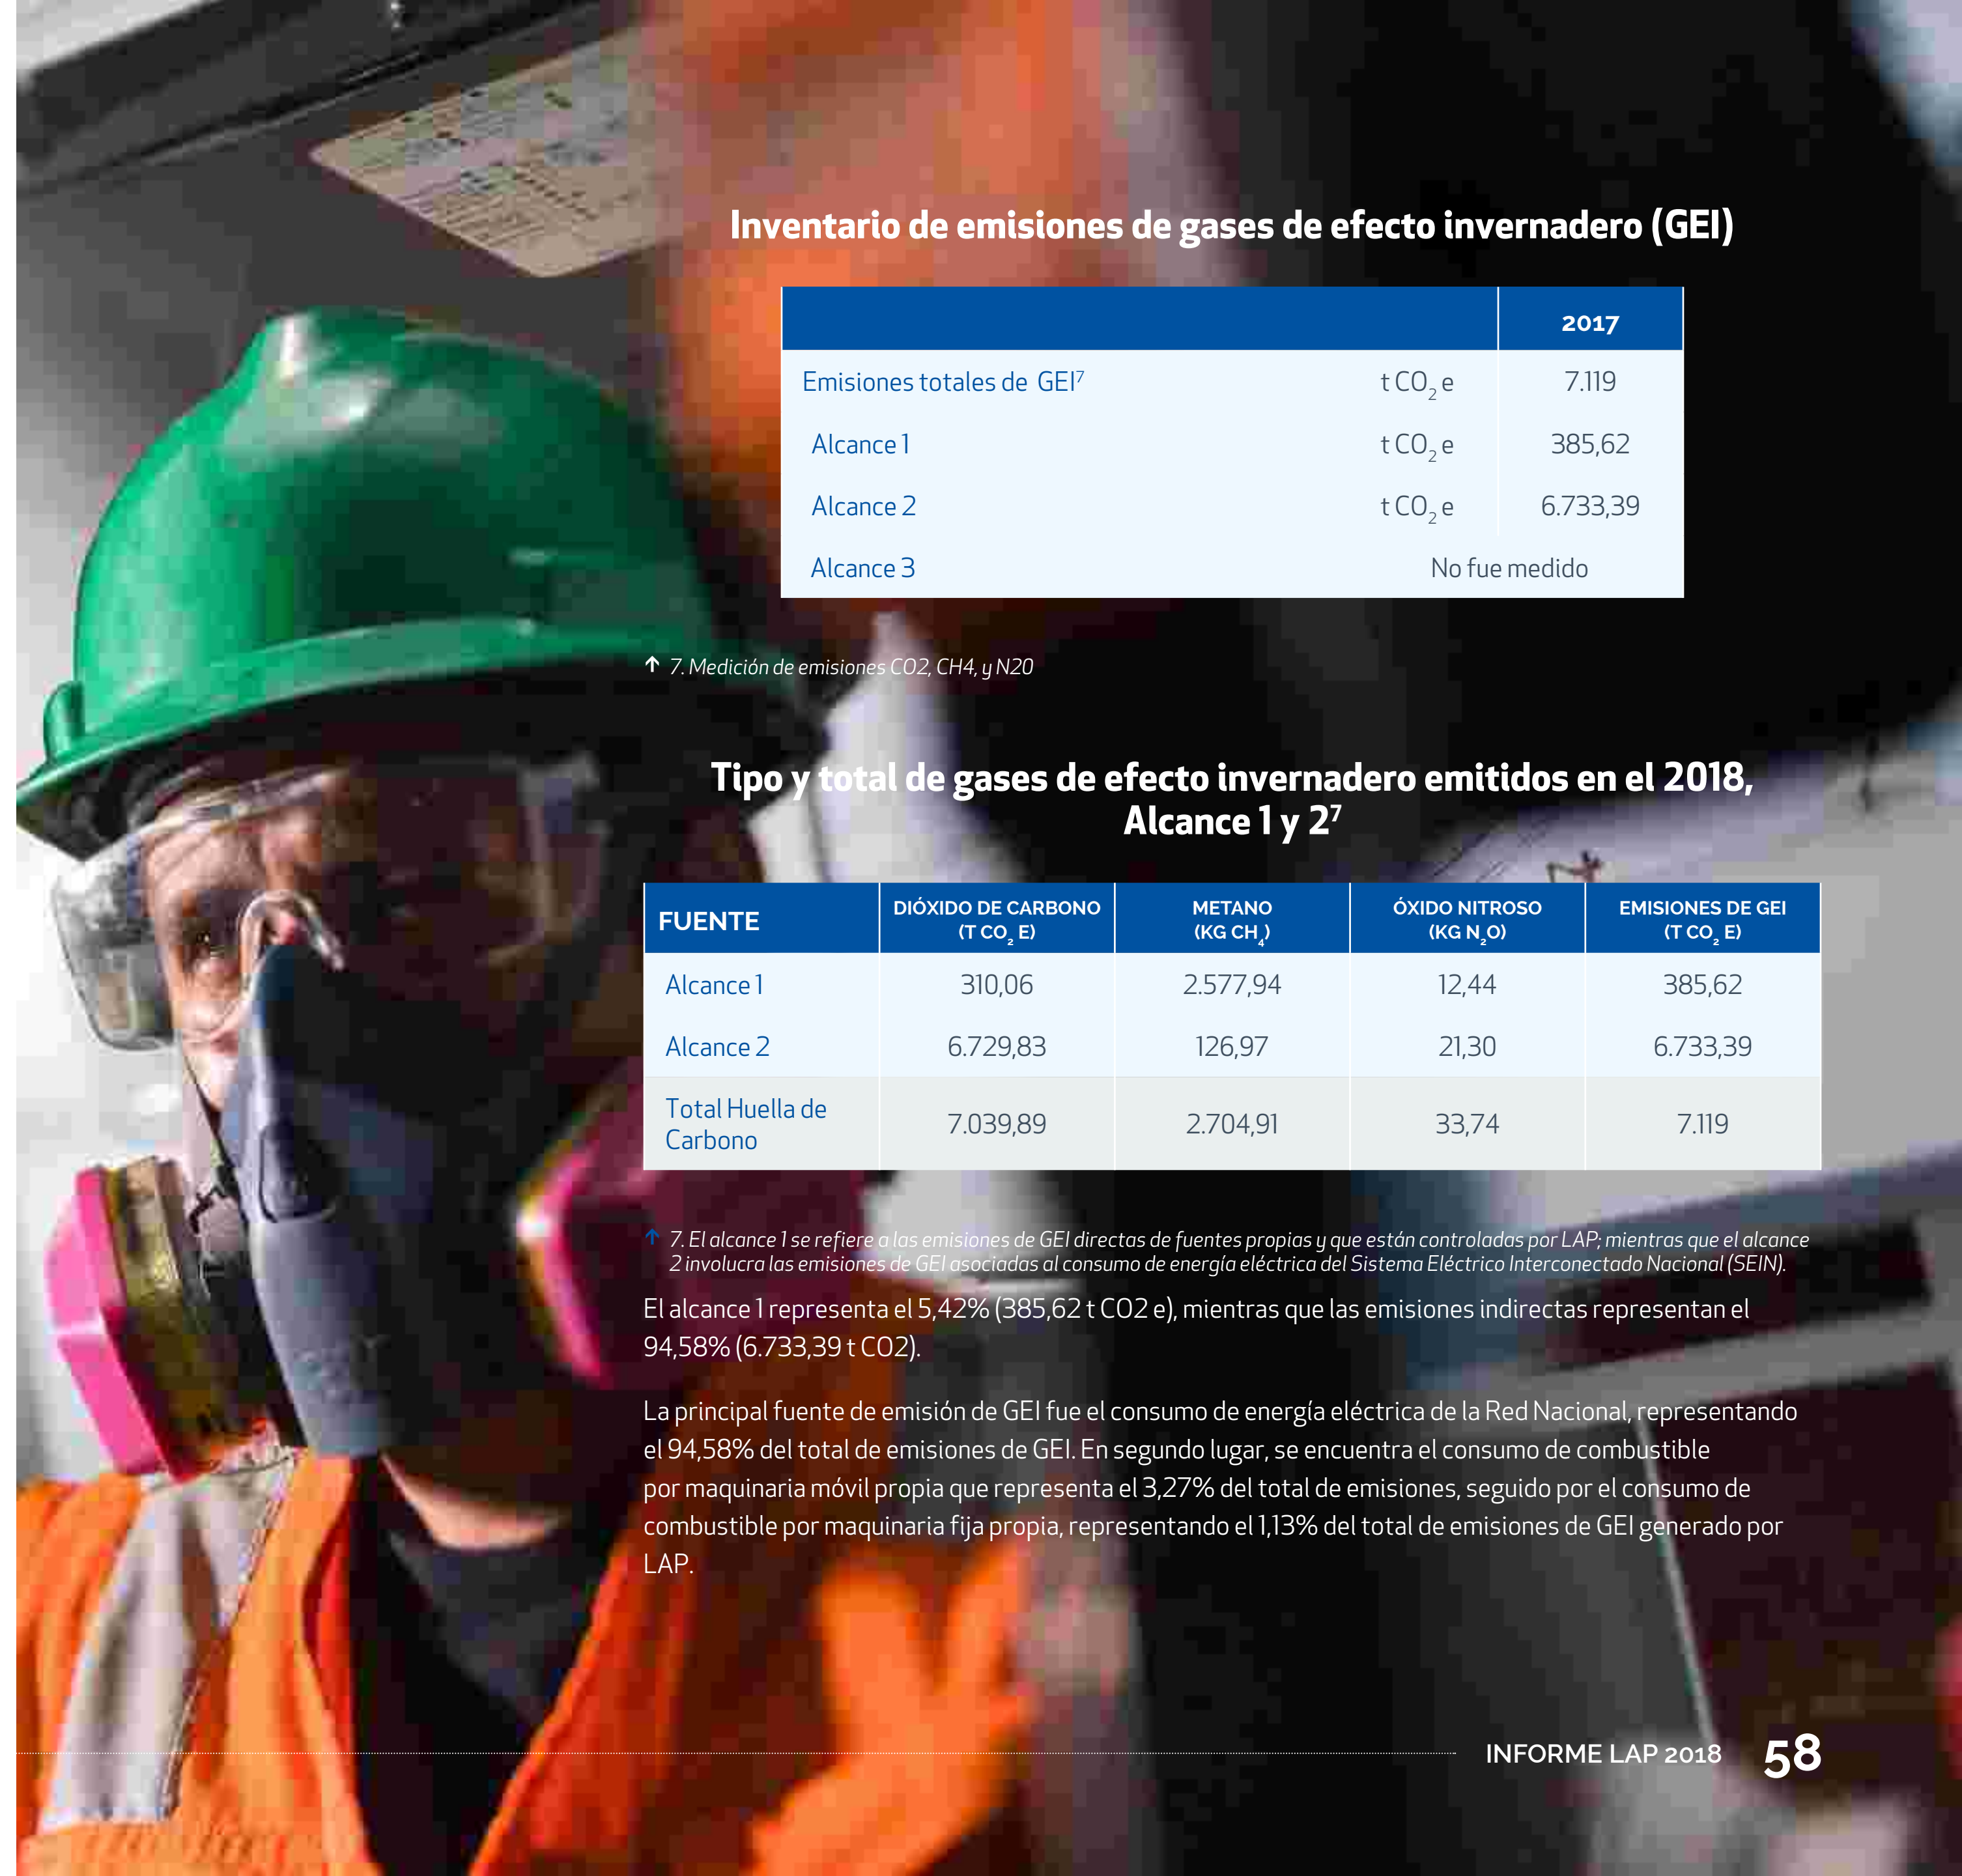 Inventario de emisiones de gases de efecto invernadero (GEI)
2017
Emisiones totales de GEI⁷ t CO₂ e 7.119
Alcance 1 t CO₂ e 385,62
Alcance 2 t CO₂ e 6.733,39
Alcance 3 No fue medido
↑ 7. Medición de emisiones CO2, CH4, y N20
Tipo y total de gases de efecto invernadero emitidos en el 2018,
Alcance 1 y 2⁷
FUENTE DIÓXIDO DE CARBONO (T CO₂ E) METANO (KG CH₄) ÓXIDO NITROSO (KG N₂O) EMISIONES DE GEI (T CO₂ E)
Alcance 1 310,06 2.577,94 12,44 385,62
Alcance 2 6.729,83 126,97 21,30 6.733,39
Total Huella de Carbono 7.039,89 2.704,91 33,74 7.119
↑ 7. El alcance 1 se refiere a las emisiones de GEI directas de fuentes propias y que están controladas por LAP; mientras que el alcance
2 involucra las emisiones de GEI asociadas al consumo de energía eléctrica del Sistema Eléctrico Interconectado Nacional (SEIN).
El alcance 1 representa el 5,42% (385,62 t CO2 e), mientras que las emisiones indirectas representan el
94,58% (6.733,39 t CO2).
La principal fuente de emisión de GEI fue el consumo de energía eléctrica de la Red Nacional, representando
el 94,58% del total de emisiones de GEI. En segundo lugar, se encuentra el consumo de combustible
por maquinaria móvil propia que representa el 3,27% del total de emisiones, seguido por el consumo de
combustible por maquinaria fija propia, representando el 1,13% del total de emisiones de GEI generado por
LAP.
INFORME LAP 2018 58